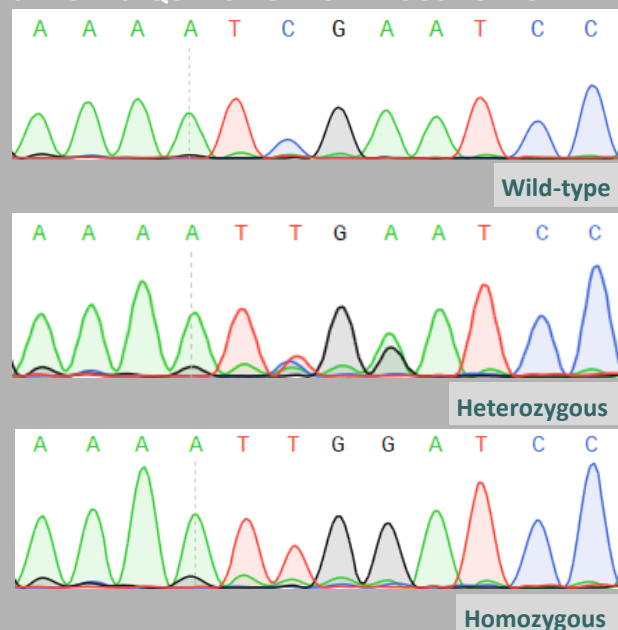 A A A A T C G A A T C C
Wild-type
A A A A T T G A A T C C
Heterozygous
A A A A T T G G A T C C
Homozygous